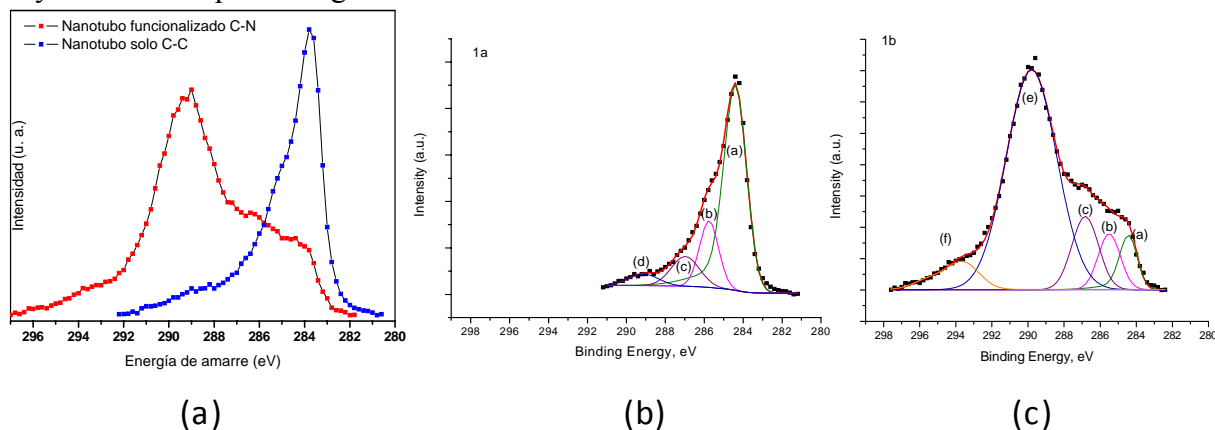 Nanotubo funcionalizado C-N
Nanotubo solo C-C
Intensidad (u. a.)
296 294 292 290 288 286 284 282 280
Energía de amarre (eV)
(a)
1a
Intensity (a.u.)
(a)
(b)
(c)
(d)
298 296 294 292 290 288 286 284 282 280
Binding Energy, eV
(b)
1b
Intensity (a.u.)
(e)
(f)
(c)
(b)
(a)
298 296 294 292 290 288 286 284 282 280
Binding Energy, eV
(c)